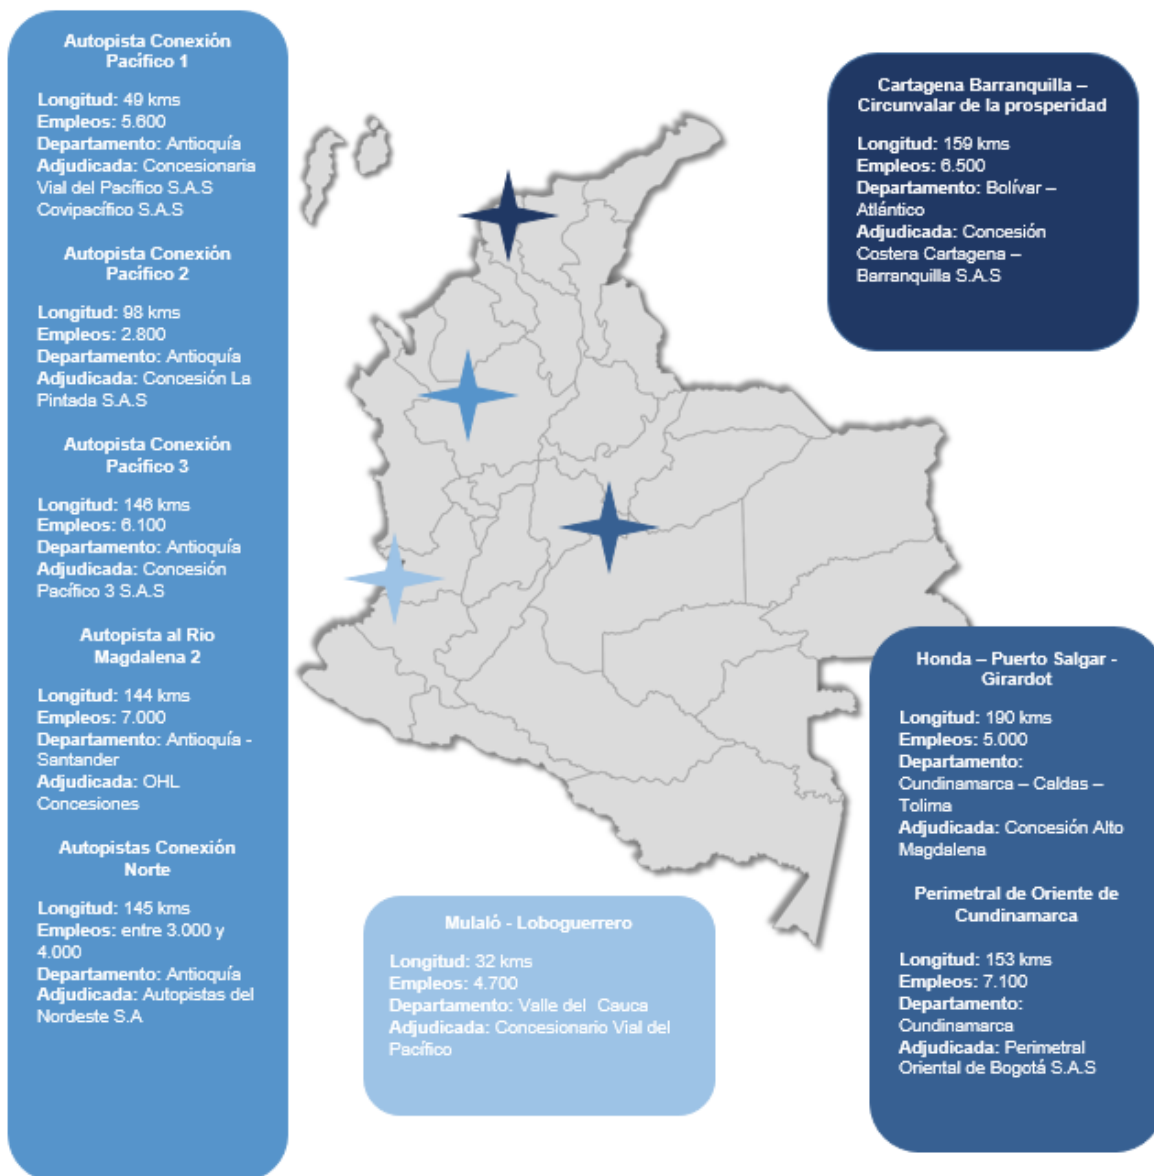 Autopista Conexión
Pacífico 1
Longitud: 49 kms
Empleos: 5.600
Departamento: Antioquía
Adjudicada: Concesionaria
Vial del Pacífico S.A.S
Covipacífico S.A.S
Autopista Conexión
Pacífico 2
Longitud: 98 kms
Empleos: 2.800
Departamento: Antioquía
Adjudicada: Concesión La
Pintada S.A.S
Autopista Conexión
Pacífico 3
Longitud: 146 kms
Empleos: 6.100
Departamento: Antioquía
Adjudicada: Concesión
Pacífico 3 S.A.S
Autopista al Rio
Magdalena 2
Longitud: 144 kms
Empleos: 7.000
Departamento: Antioquía -
Santander
Adjudicada: OHL
Concesiones
Autopistas Conexión
Norte
Longitud: 145 kms
Empleos: entre 3.000 y
4.000
Departamento: Antioquía
Adjudicada: Autopistas del
Nordeste S.A
Cartagena Barranquilla –
Circunvalar de la prosperidad
Longitud: 159 kms
Empleos: 6.500
Departamento: Bolívar –
Atlántico
Adjudicada: Concesión
Costera Cartagena –
Barranquilla S.A.S
Mulaló - Loboguerrero
Longitud: 32 kms
Empleos: 4.700
Departamento: Valle del Cauca
Adjudicada: Concesionario Vial del
Pacífico
Honda – Puerto Salgar -
Girardot
Longitud: 190 kms
Empleos: 5.000
Departamento:
Cundinamarca – Caldas –
Tolima
Adjudicada: Concesión Alto
Magdalena
Perimetral de Oriente de
Cundinamarca
Longitud: 153 kms
Empleos: 7.100
Departamento:
Cundinamarca
Adjudicada: Perimetral
Oriental de Bogotá S.A.S